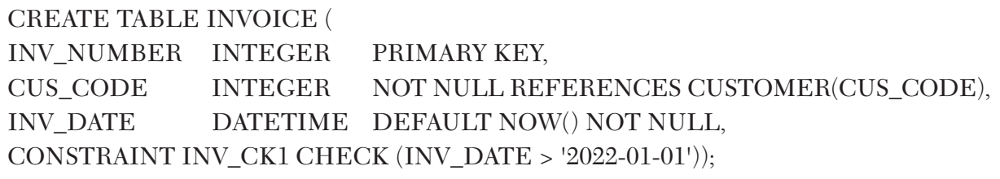 CREATE TABLE INVOICE (
INV_NUMBER INTEGER PRIMARY KEY,
CUS_CODE INTEGER NOT NULL REFERENCES CUSTOMER(CUS_CODE),
INV_DATE DATETIME DEFAULT NOW() NOT NULL,
CONSTRAINT INV_CK1 CHECK (INV_DATE > '2022-01-01'));